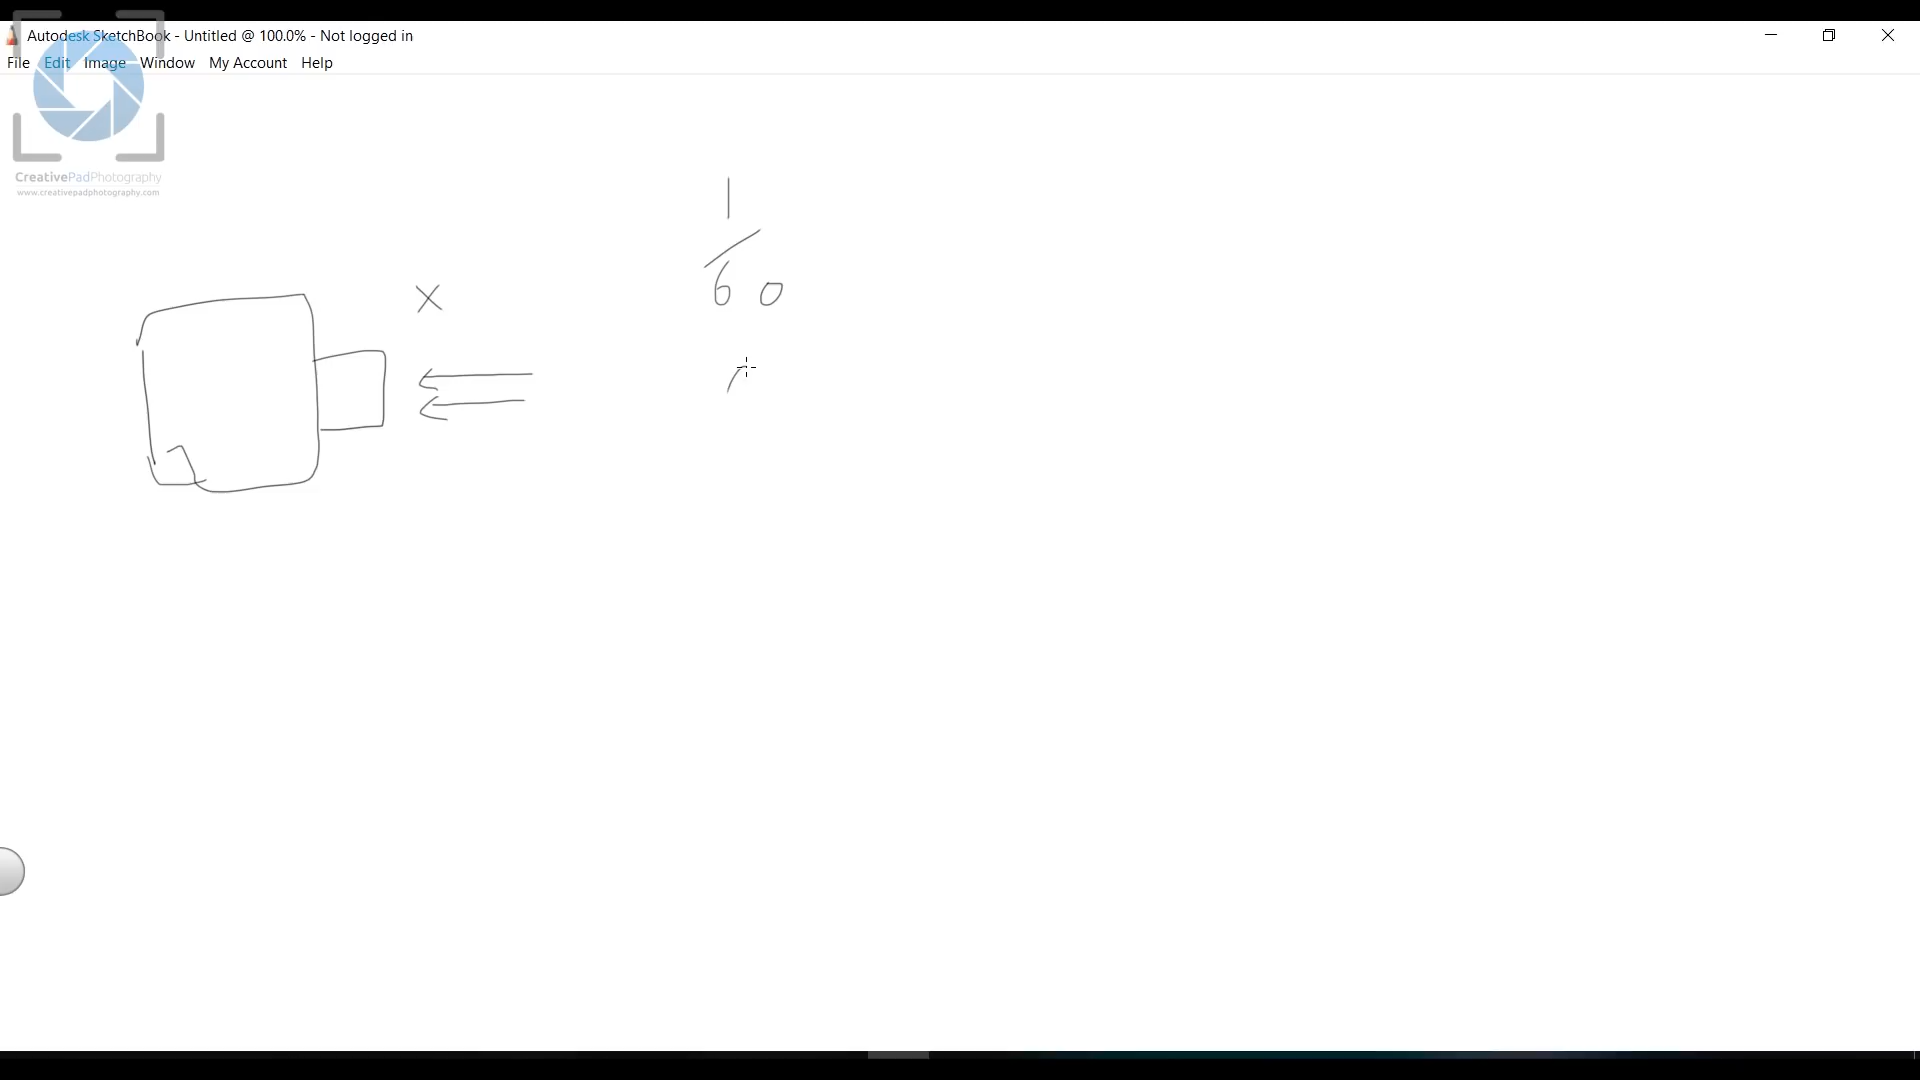 Autodesk SketchBook - Untitled @ 100.0% - Not logged in
File Edit Image Window My Account Help
CreativePadPhotography
www.creativepadphotography.com
1
/
60
X